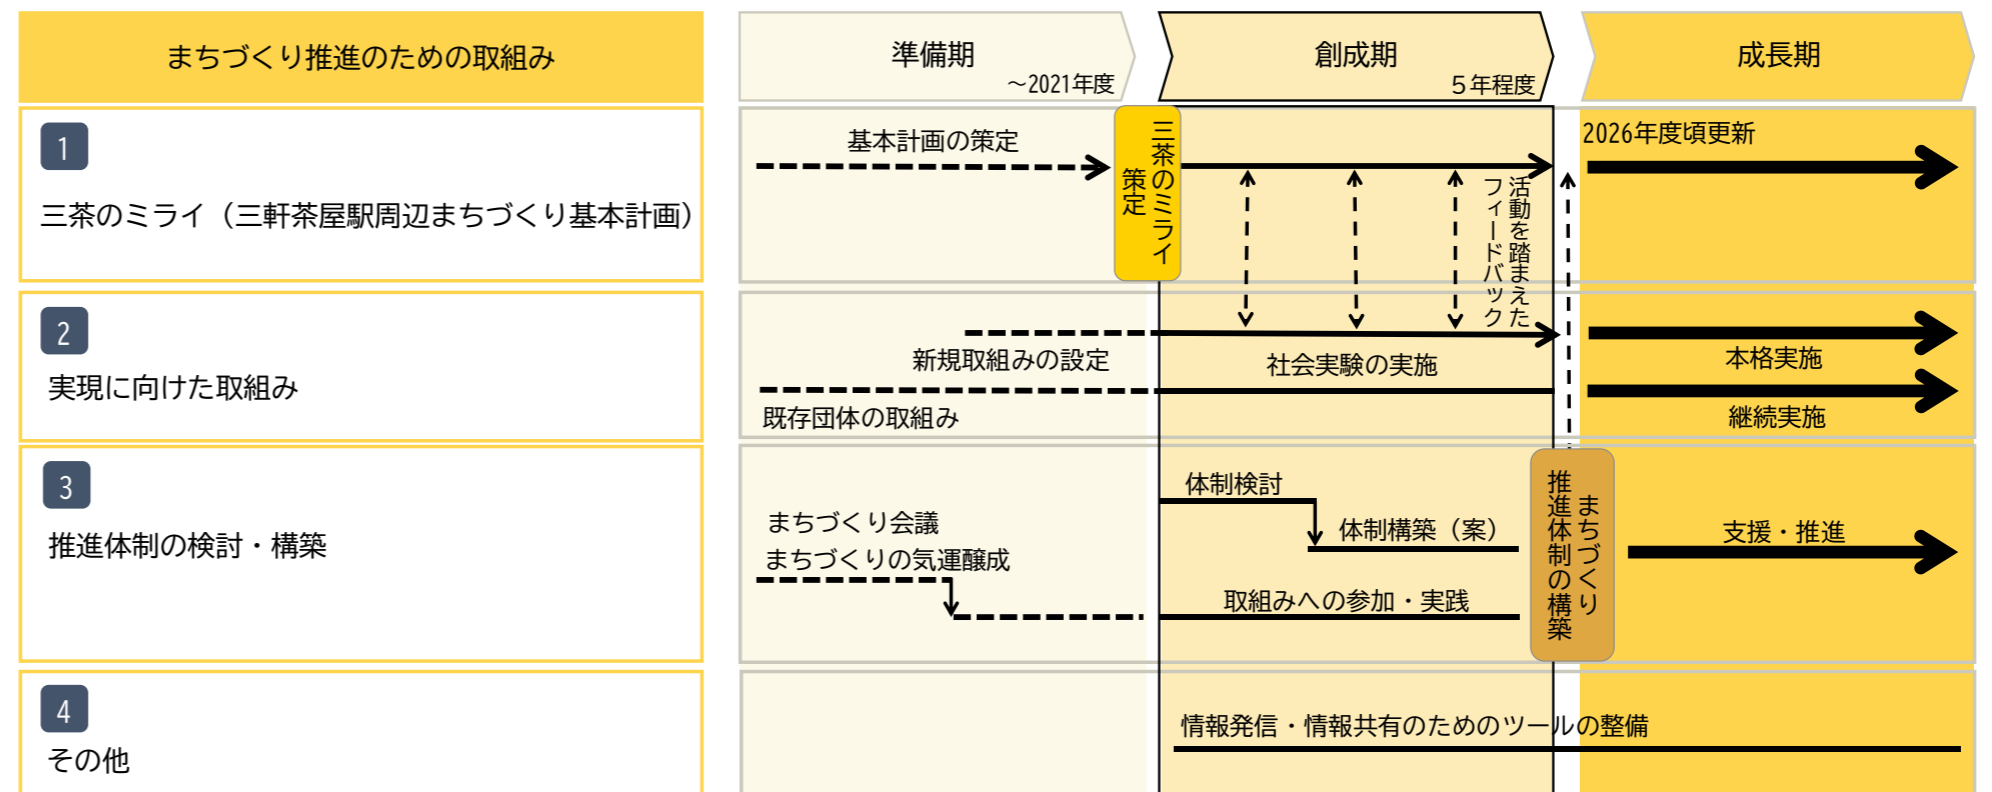 まちづくり推進のための取組み
準備期
～2021年度
創成期
５年程度
成長期
1
三茶のミライ（三軒茶屋駅周辺まちづくり基本計画）
基本計画の策定
三茶のミライ
策定
活動を踏まえた
フィードバック
2026年度頃更新
2
実現に向けた取組み
新規取組みの設定
既存団体の取組み
社会実験の実施
本格実施
継続実施
3
推進体制の検討・構築
まちづくり会議
まちづくりの気運醸成
体制検討
体制構築（案）
取組みへの参加・実践
まちづくり
推進体制の構築
支援・推進
4
その他
情報発信・情報共有のためのツールの整備